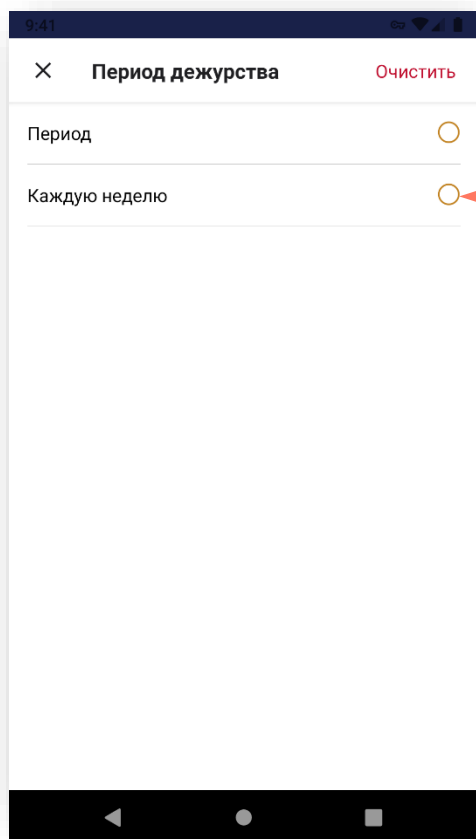 9:41
Период дежурства
Очистить
Период
Каждую неделю